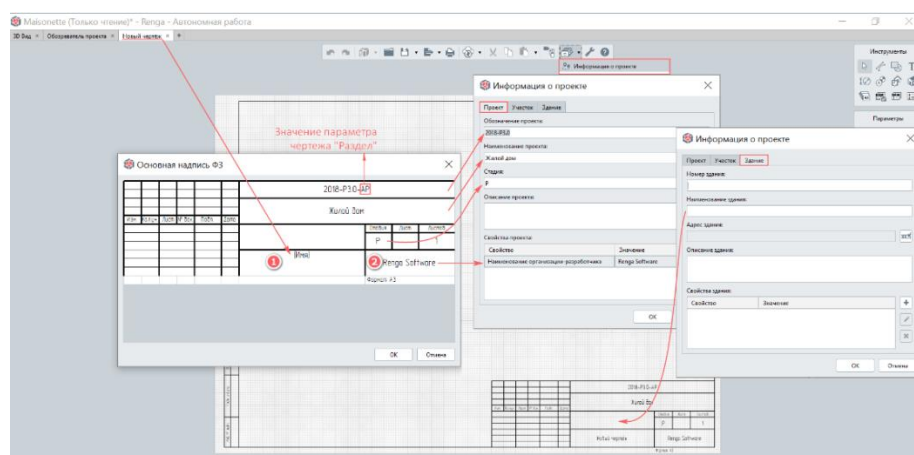 Maisonette (Только чтение)* - Renga - Автономная работа
3D Вид
Обозреватель проекта
Новый чертеж
Информация о проекте
Инструменты
Параметры
Значение параметра
чертежа "Раздел"
Основная надпись Ф3
2018-Р3.0-АР
Жилой дом
Изм.
Кол.уч
Лист
№ док.
Подп.
Дата
Стадия
Лист
Листов
Р
1
1
[Имя]
2
Renga Software
Формат А3
OK
Отмена
Информация о проекте
Проект
Участок
Здание
Обозначение проекта:
2018-Р3.0
Наименование проекта:
Жилой дом
Стадия:
Р
Описание проекта:
Свойства проекта:
Свойство
Значение
Наименование организации-разработчика
Renga Software
OK
Информация о проекте
Проект
Участок
Здание
Номер здания:
Наименование здания:
Адрес здания:
Описание здания:
Свойства здания:
Свойство
Значение
OK
Отмена
2018-Р3.0-АР
Жилой дом
Р
1
Новый чертеж
Renga Software
Формат А3